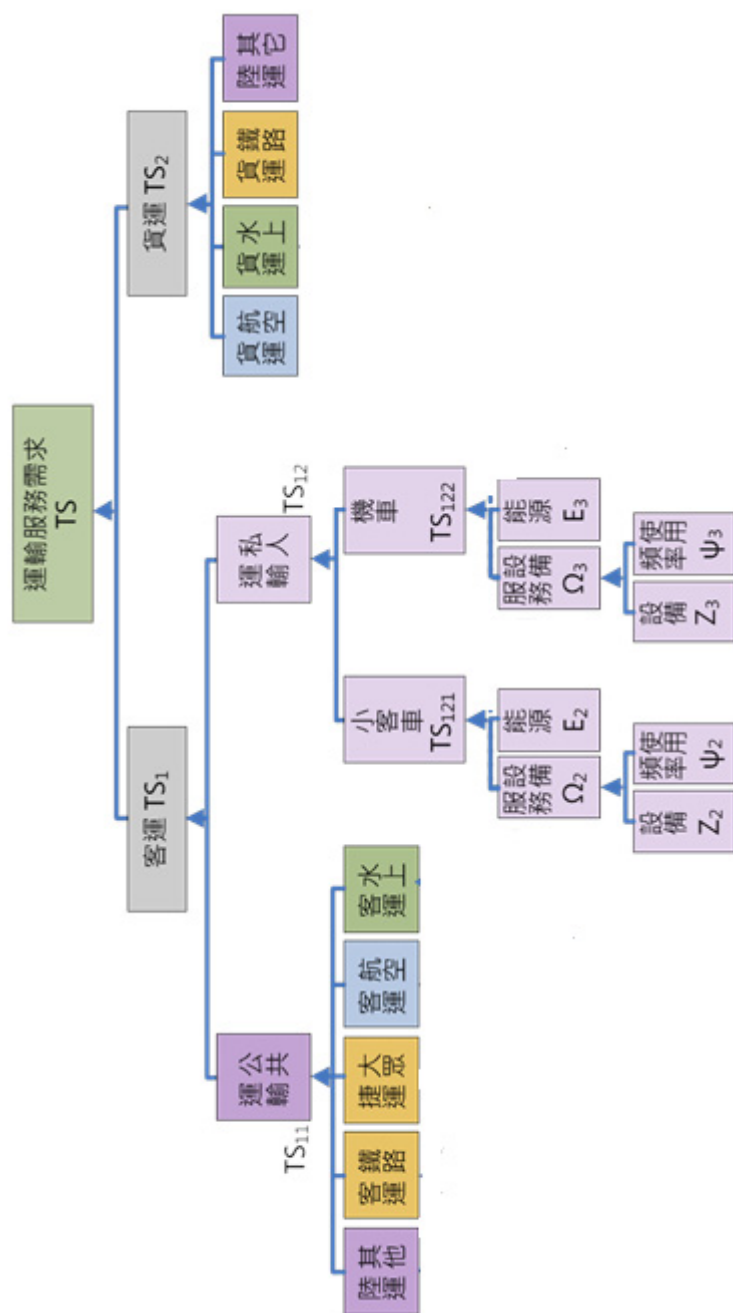 運輸服務需求
TS
客運 TS₁
貨運 TS₂
公共
運輸
TS₁₁
私人
運輸
TS₁₂
航空
貨運
水上
貨運
鐵路
貨運
其它
陸運
其他
陸運
鐵路
客運
大眾
捷運
航空
客運
水上
客運
小客車
TS₁₂₁
機車
TS₁₂₂
設備
服務
Ω₂
能源
E₂
設備
服務
Ω₃
能源
E₃
設備
Z₂
使用
頻率
Ψ₂
設備
Z₃
使用
頻率
Ψ₃